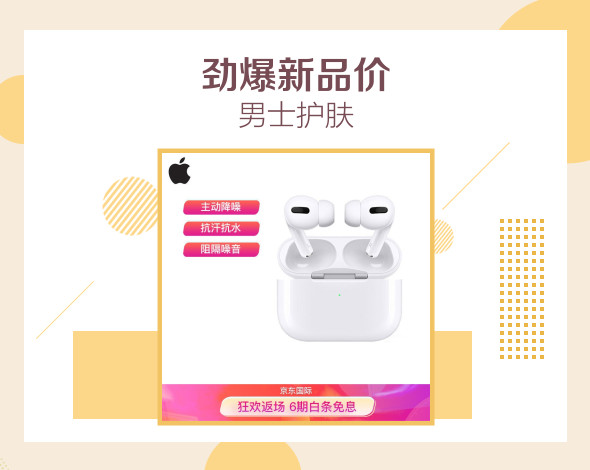 劲爆新品价
男士护肤
主动降噪
抗汗抗水
阻隔噪音
京东国际
狂欢返场 6期白条免息